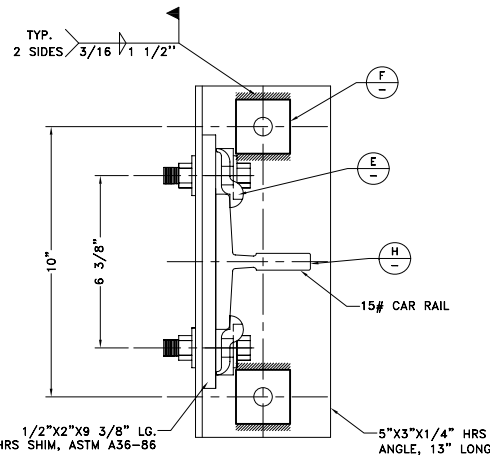 TYP.
2 SIDES
3/16
1 1/2"
F
-
E
-
H
-
10"
6 3/8"
15# CAR RAIL
1/2"X2"X9 3/8" LG.
HRS SHIM, ASTM A36-86
5"X3"X1/4" HRS
ANGLE, 13" LONG